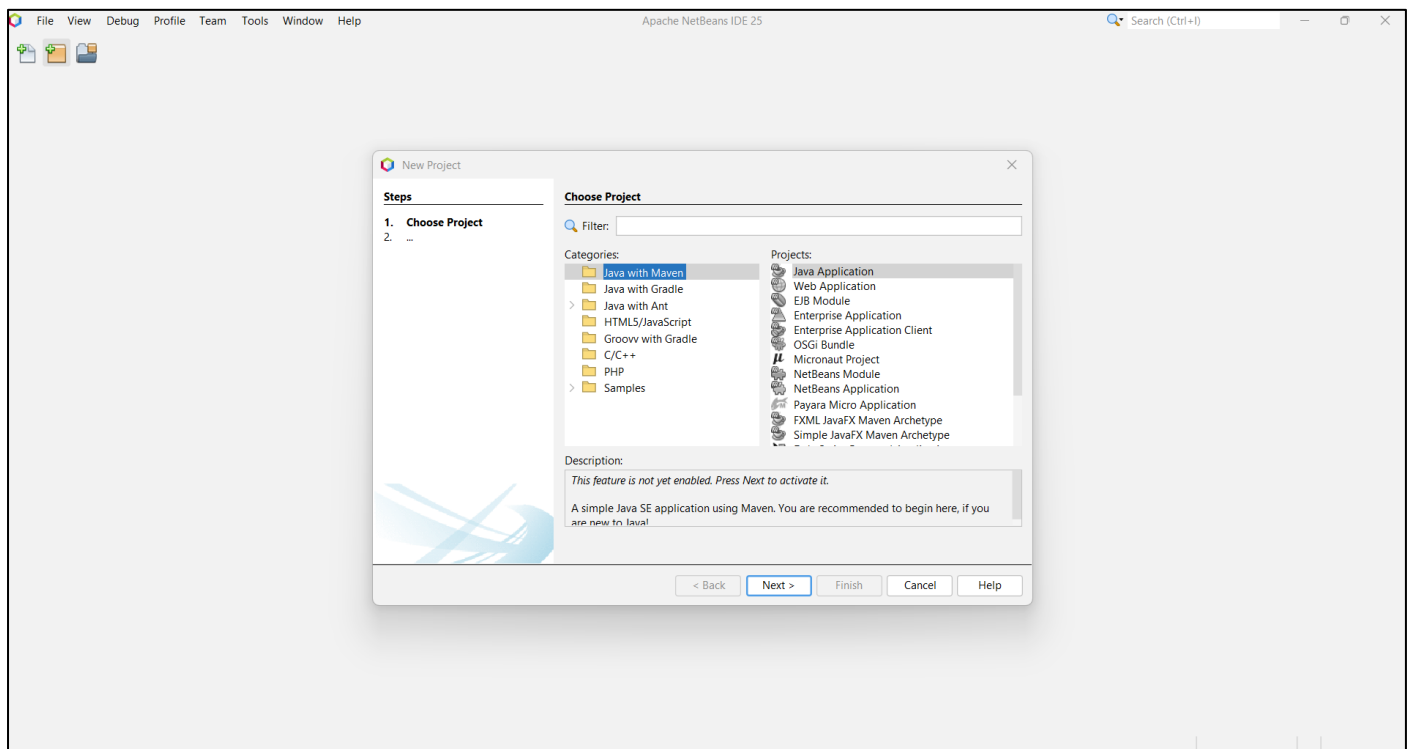 File View Debug Profile Team Tools Window Help
Apache NetBeans IDE 25
Search (Ctrl+I)
New Project
Steps
1. Choose Project
2. ...
Choose Project
Filter:
Categories:
Java with Maven
Java with Gradle
Java with Ant
HTML5/JavaScript
Groovv with Gradle
C/C++
PHP
Samples
Projects:
Java Application
Web Application
EJB Module
Enterprise Application
Enterprise Application Client
OSGi Bundle
μ Micronaut Project
NetBeans Module
NetBeans Application
Payara Micro Application
FXML JavaFX Maven Archetype
Simple JavaFX Maven Archetype
Description:
This feature is not yet enabled. Press Next to activate it.
A simple Java SE application using Maven. You are recommended to begin here, if you
are new to Java!
< Back Next > Finish Cancel Help